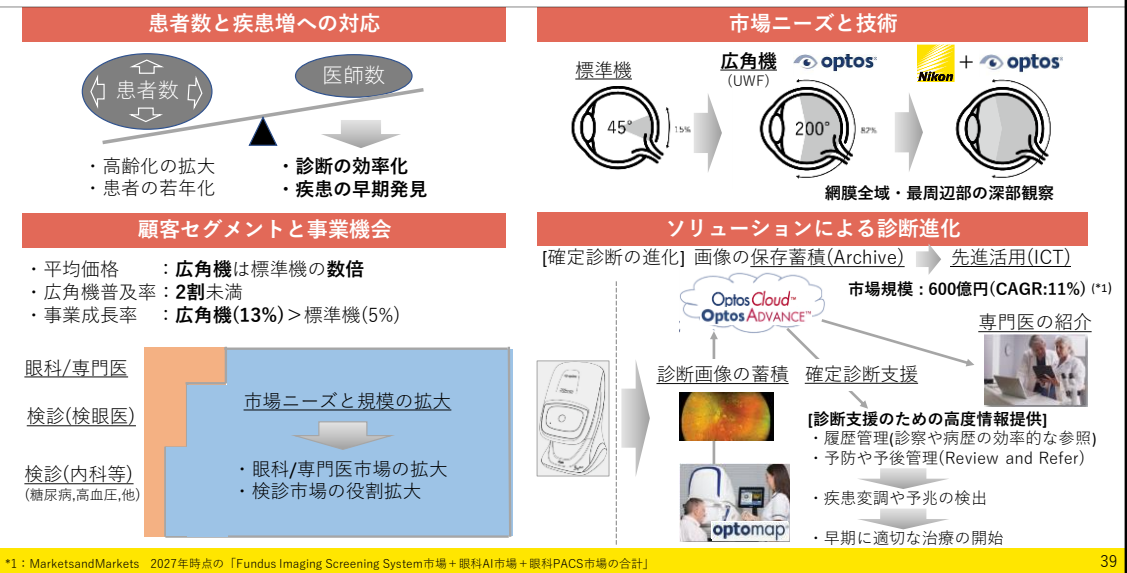 患者数と疾患増への対応
患者数
医師数
・高齢化の拡大
・患者の若年化
・診断の効率化
・疾患の早期発見
市場ニーズと技術
標準機
45°
15%
広角機
(UWF)
optos
200°
82%
Nikon + optos
網膜全域・最周辺部の深部観察
顧客セグメントと事業機会
・平均価格 ：広角機は標準機の数倍
・広角機普及率：2割未満
・事業成長率 ：広角機(13%)＞標準機(5%)
眼科/専門医
検診(検眼医)
検診(内科等)
(糖尿病,高血圧,他)
市場ニーズと規模の拡大
・眼科/専門医市場の拡大
・検診市場の役割拡大
ソリューションによる診断進化
[確定診断の進化] 画像の保存蓄積(Archive) 先進活用(ICT)
市場規模：600億円(CAGR:11%) (*1)
Optos Cloud™
Optos ADVANCE™
専門医の紹介
診断画像の蓄積
確定診断支援
[診断支援のための高度情報提供]
・履歴管理(診察や病歴の効率的な参照)
・予防や予後管理(Review and Refer)
・疾患変調や予兆の検出
・早期に適切な治療の開始
optomap
*1：MarketsandMarkets 2027年時点の「Fundus Imaging Screening System市場＋眼科AI市場＋眼科PACS市場の合計」
39